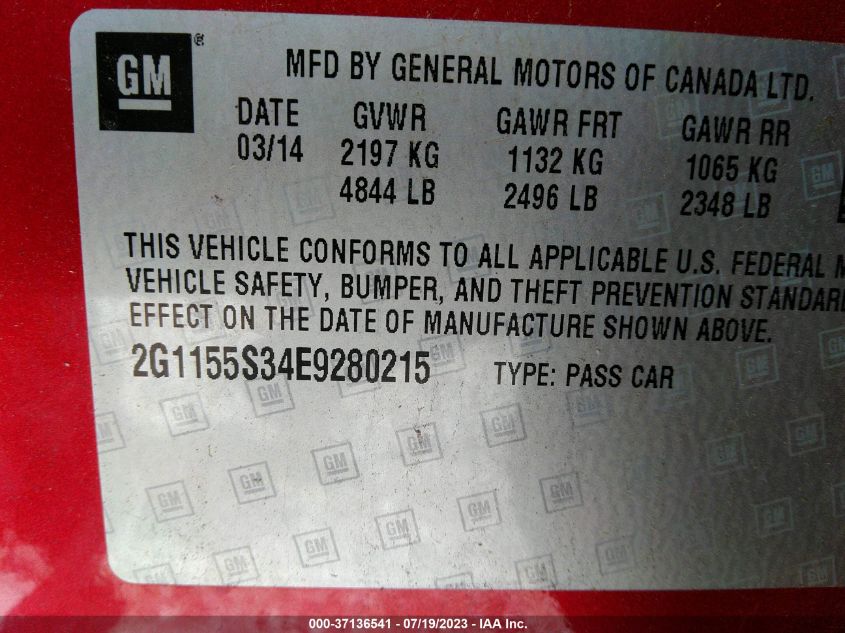 GM ®
MFD BY GENERAL MOTORS OF CANADA LTD.
DATE GVWR GAWR FRT GAWR RR
03/14 2197 KG 1132 KG 1065 KG
4844 LB 2496 LB 2348 LB
THIS VEHICLE CONFORMS TO ALL APPLICABLE U.S. FEDERAL M
VEHICLE SAFETY, BUMPER, AND THEFT PREVENTION STANDARD
EFFECT ON THE DATE OF MANUFACTURE SHOWN ABOVE.
2G1155S34E9280215 TYPE: PASS CAR
000-37136541 - 07/19/2023 - IAA Inc.